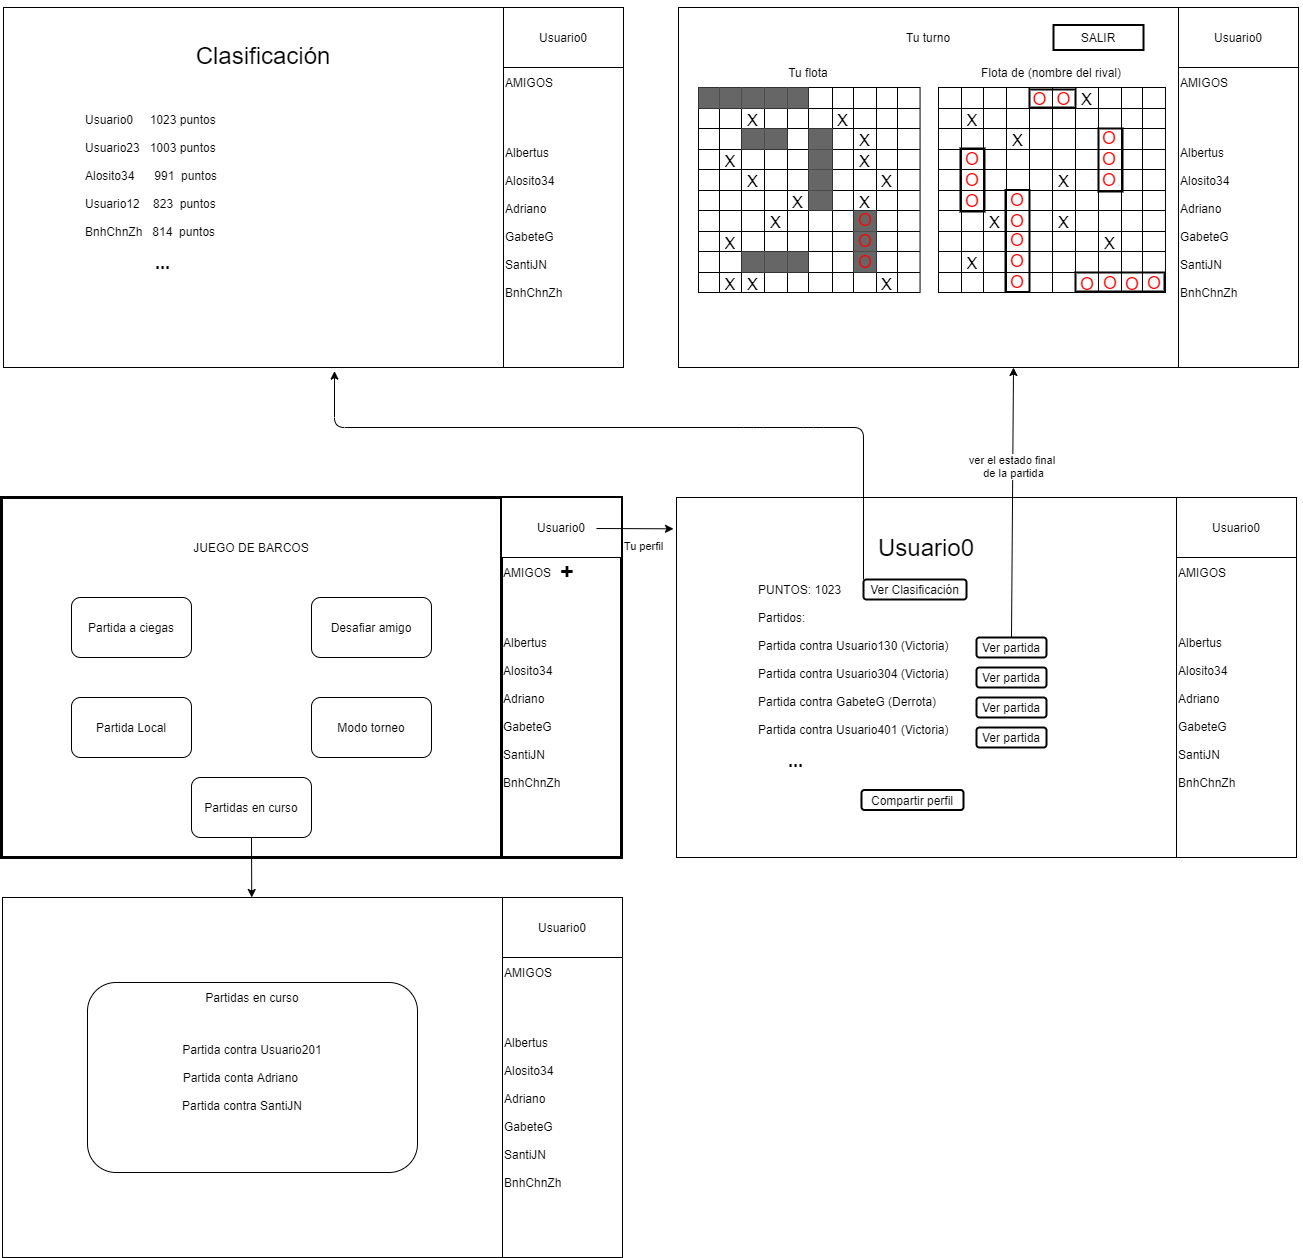 Clasificación
Usuario0 1023 puntos
Usuario23 1003 puntos
Alosito34 991 puntos
Usuario12 823 puntos
BnhChnZh 814 puntos
...
Usuario0
AMIGOS
Albertus
Alosito34
Adriano
GabeteG
SantiJN
BnhChnZh
Tu turno
SALIR
Tu flota
Flota de (nombre del rival)
O O X
X X X
X X O
X X O O
X X O X O
X X O O
X O X O X
X O O X
O X O
X X X O O O O O
Usuario0
AMIGOS
Albertus
Alosito34
Adriano
GabeteG
SantiJN
BnhChnZh
ver el estado final
de la partida
JUEGO DE BARCOS
Partida a ciegas
Desafiar amigo
Partida Local
Modo torneo
Partidas en curso
Usuario0
AMIGOS +
Albertus
Alosito34
Adriano
GabeteG
SantiJN
BnhChnZh
Tu perfil
Usuario0
PUNTOS: 1023
Ver Clasificación
Partidos:
Partida contra Usuario130 (Victoria) Ver partida
Partida contra Usuario304 (Victoria) Ver partida
Partida contra GabeteG (Derrota) Ver partida
Partida contra Usuario401 (Victoria) Ver partida
...
Compartir perfil
Usuario0
AMIGOS
Albertus
Alosito34
Adriano
GabeteG
SantiJN
BnhChnZh
Partidas en curso
Partida contra Usuario201
Partida conta Adriano
Partida contra SantiJN
Usuario0
AMIGOS
Albertus
Alosito34
Adriano
GabeteG
SantiJN
BnhChnZh